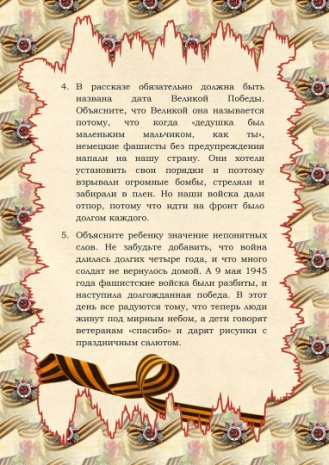 4. В рассказе обязательно должна быть
названа дата Великой Победы.
Объясните, что Великой она называется
потому, что когда «дедушка был
маленьким мальчиком, как ты»,
немецкие фашисты без предупреждения
напали на нашу страну. Они хотели
установить свои порядки и поэтому
взрывали огромные бомбы, стреляли и
забирали в плен. Но наши войска дали
отпор, потому что идти на фронт было
долгом каждого.
5. Объясните ребенку значение непонятных
слов. Не забудьте добавить, что война
длилась долгих четыре года, и что много
солдат не вернулось домой. А 9 мая 1945
года фашистские войска были разбиты, и
наступила долгожданная победа. В этот
день все радуются тому, что теперь люди
живут под мирным небом, а дети говорят
ветеранам «спасибо» и дарят рисунки с
праздничным салютом.